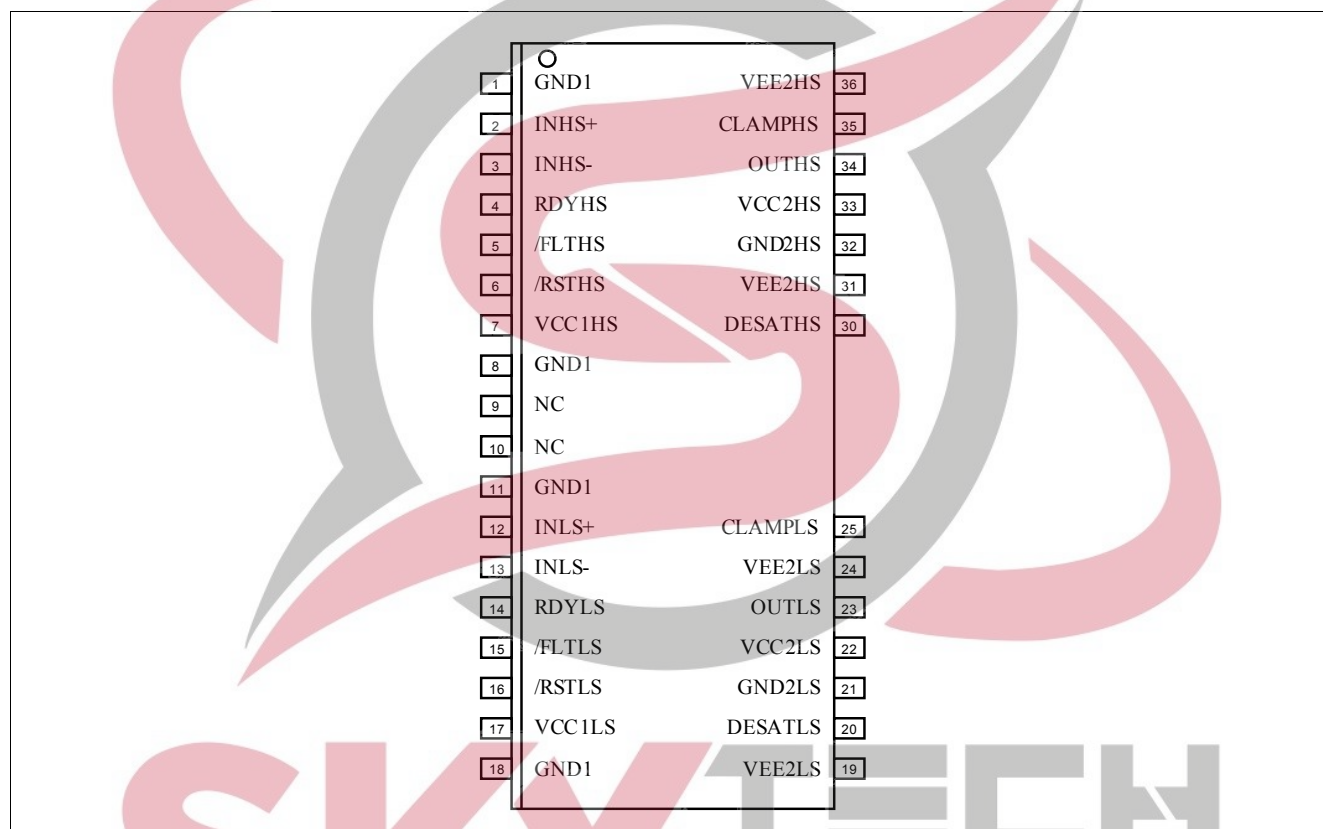 1 GND1 VEE2HS 36
2 INHS+ CLAMPHS 35
3 INHS- OUTHS 34
4 RDYHS VCC2HS 33
5 /FLTHS GND2HS 32
6 /RSTHS VEE2HS 31
7 VCC1HS DESATHS 30
8 GND1
9 NC
10 NC
11 GND1
12 INLS+ CLAMPLS 25
13 INLS- VEE2LS 24
14 RDYLS OUTLS 23
15 /FLTLS VCC2LS 22
16 /RSTLS GND2LS 21
17 VCC1LS DESATLS 20
18 GND1 VEE2LS 19
SKYTECH